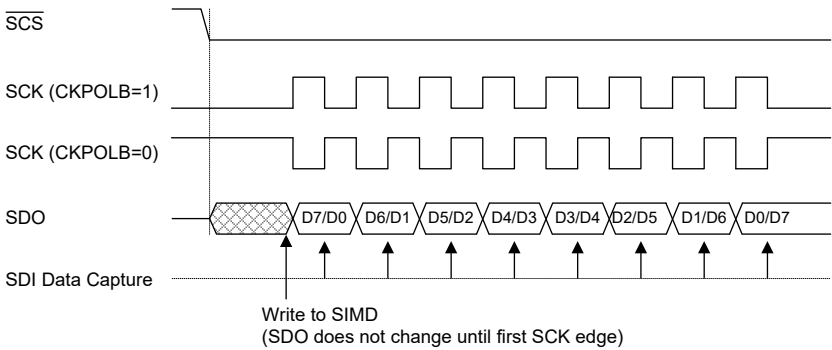 SCS
SCK (CKPOLB=1)
SCK (CKPOLB=0)
SDO
D7/D0 D6/D1 D5/D2 D4/D3 D3/D4 D2/D5 D1/D6 D0/D7
SDI Data Capture
Write to SIMD
(SDO does not change until first SCK edge)